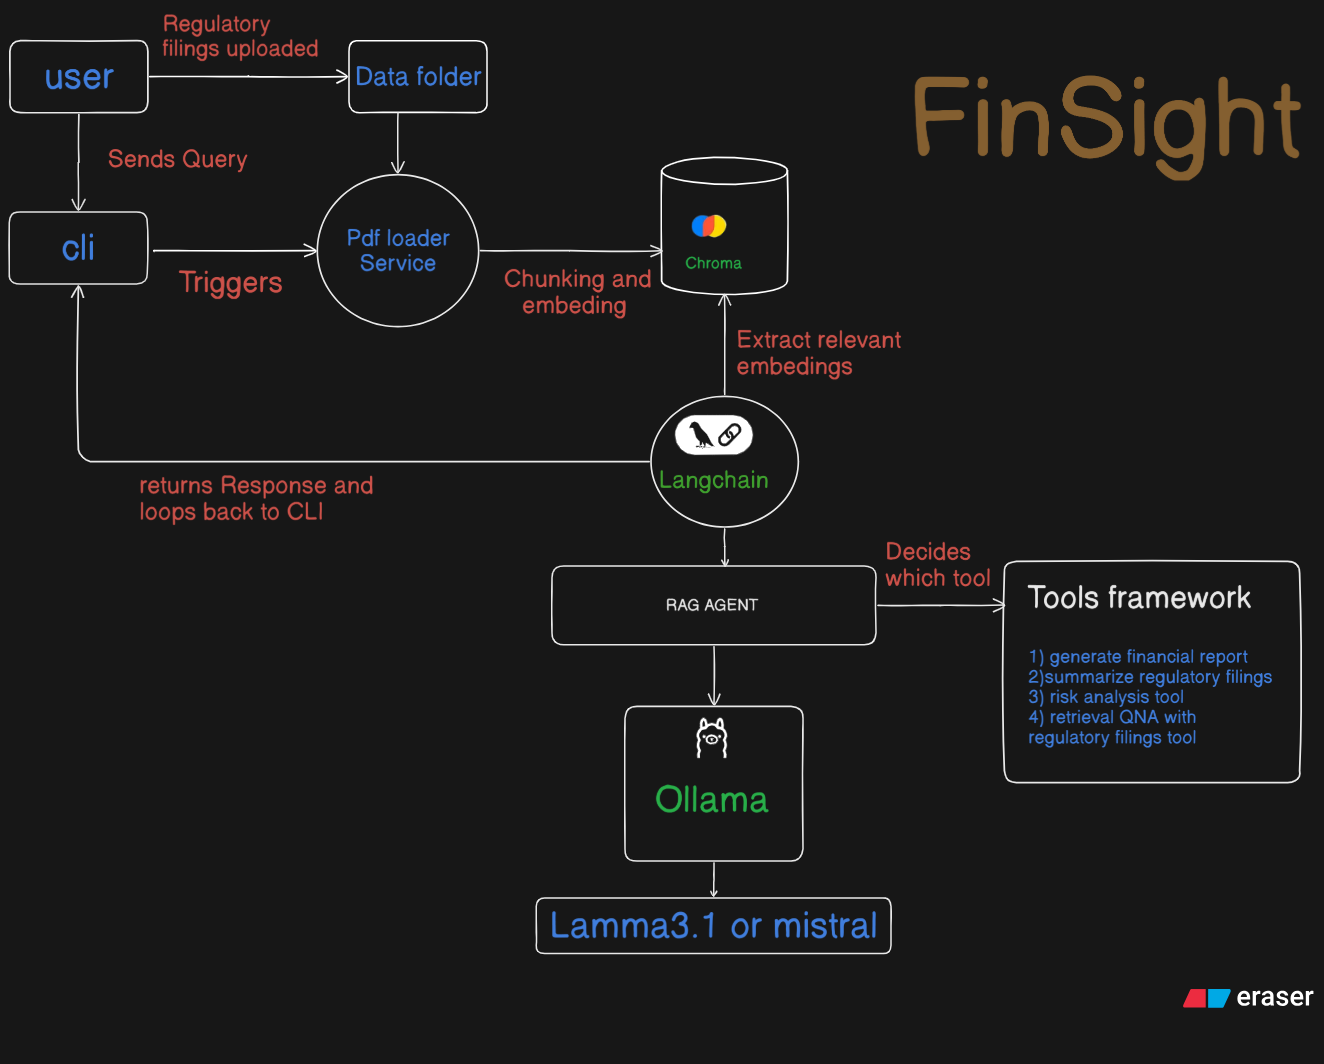 Regulatory
filings uploaded
user
Data folder
FinSight
Sends Query
cli
Triggers
Pdf loader
Service
Chunking and
embeding
Chroma
Extract relevant
embedings
Langchain
returns Response and
loops back to CLI
RAG AGENT
Decides
which tool
Tools framework
1) generate financial report
2)summarize regulatory filings
3) risk analysis tool
4) retrieval QNA with
regulatory filings tool
Ollama
Lamma3.1 or mistral
eraser